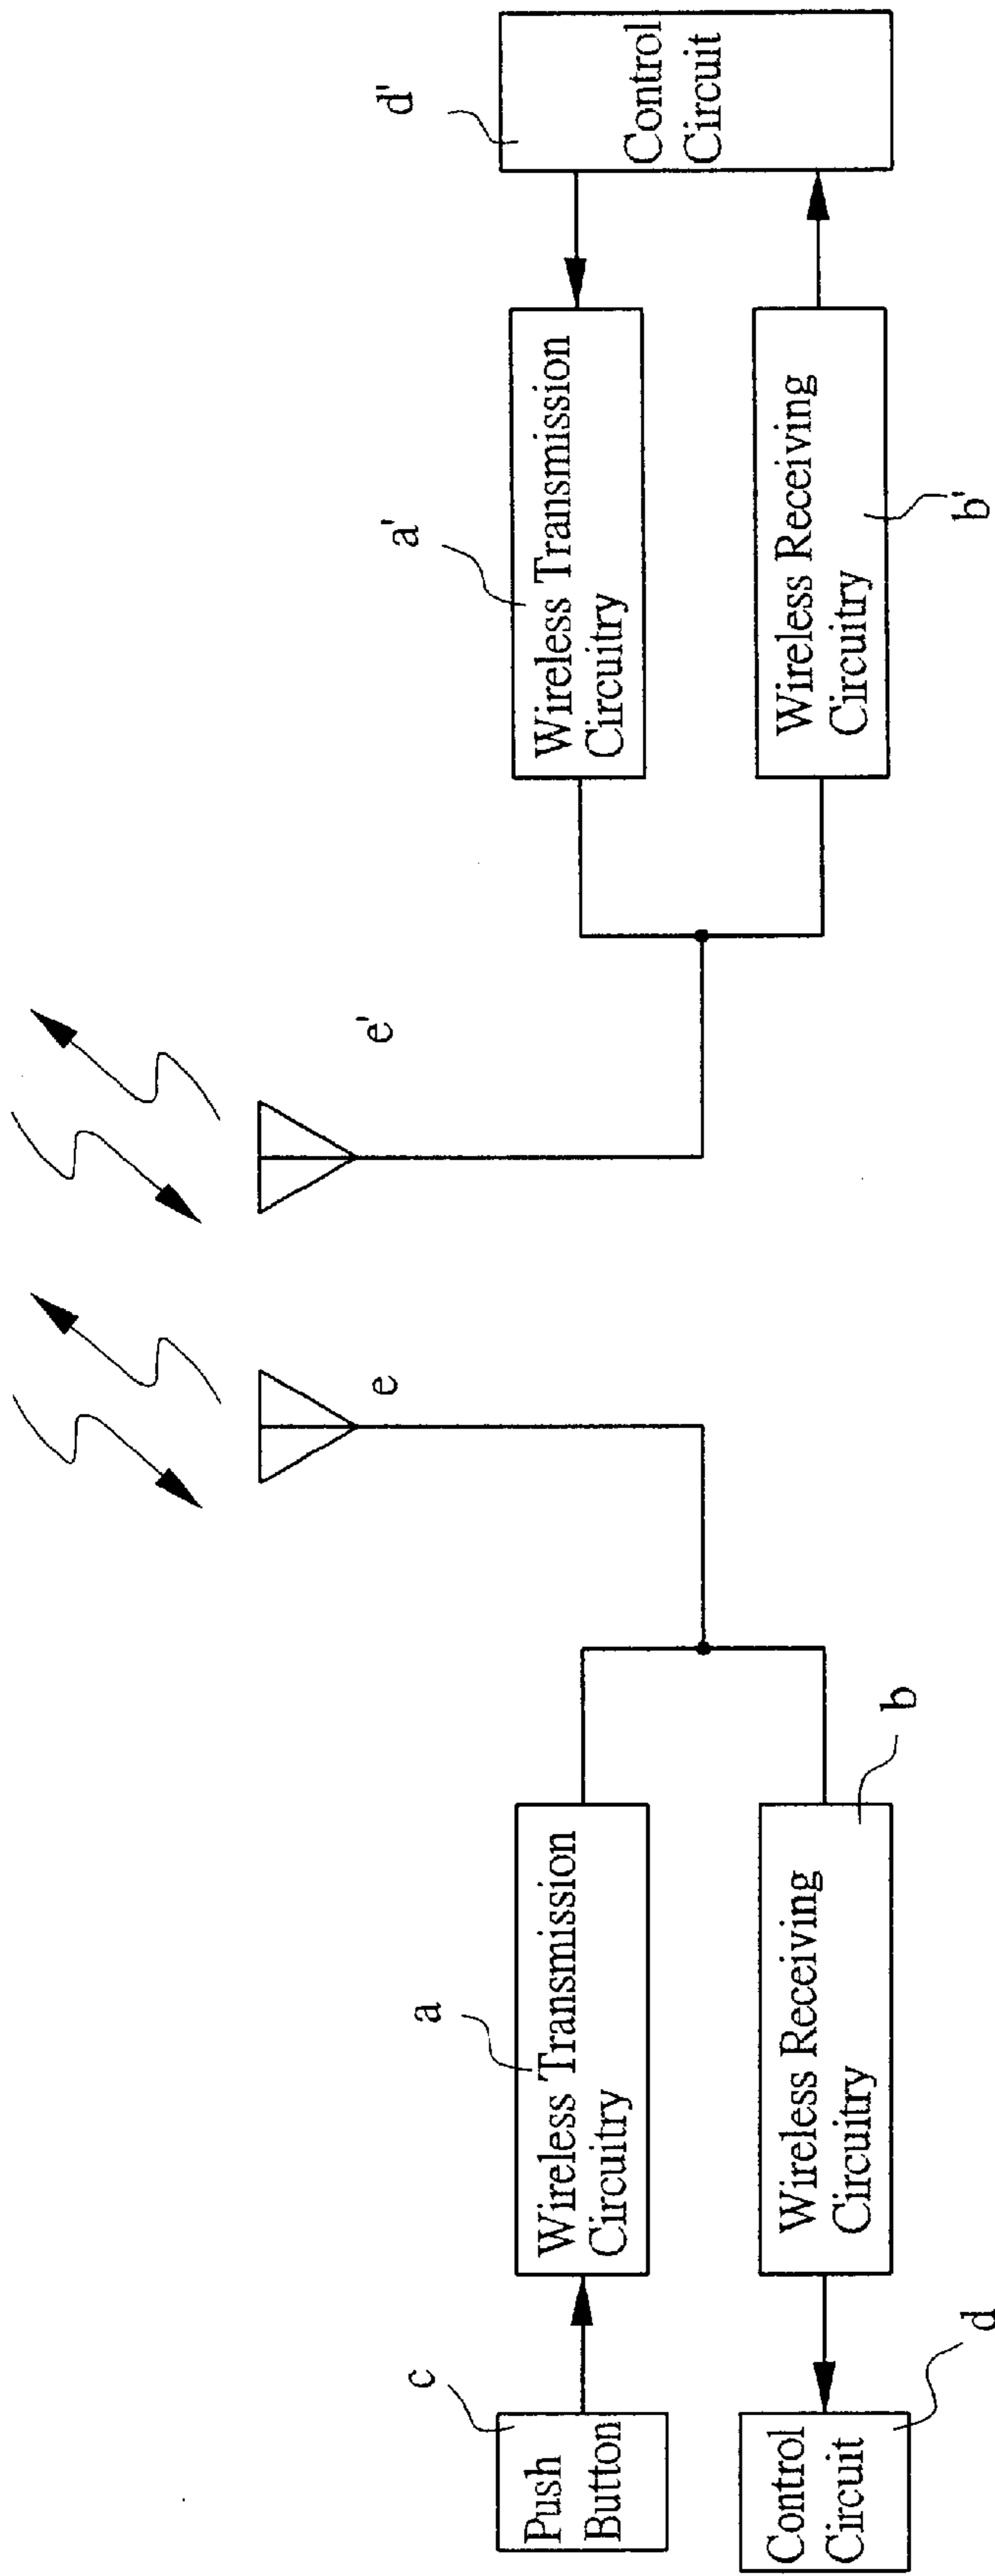 e
e'
c
Push
Button
a
Wireless Transmission
Circuitry
a'
Wireless Transmission
Circuitry
d'
Control
Circuit
Control
Circuit
d
Wireless Receiving
Circuitry
b
Wireless Receiving
Circuitry
b'